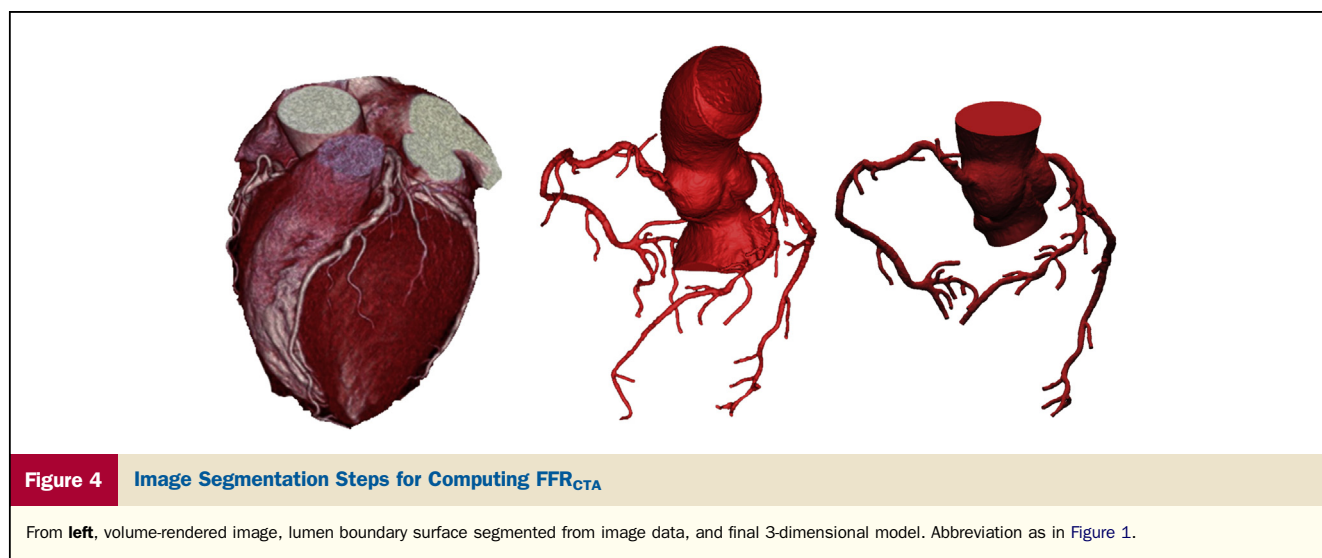 Figure 4 Image Segmentation Steps for Computing FFRCTA
From left, volume-rendered image, lumen boundary surface segmented from image data, and final 3-dimensional model. Abbreviation as in Figure 1.